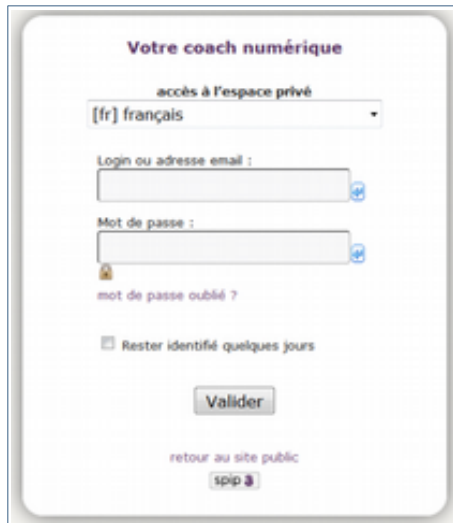 Votre coach numérique
accès à l'espace privé
[fr] français
Login ou adresse email :
Mot de passe :
mot de passe oublié ?
Rester identifié quelques jours
Valider
retour au site public
spip